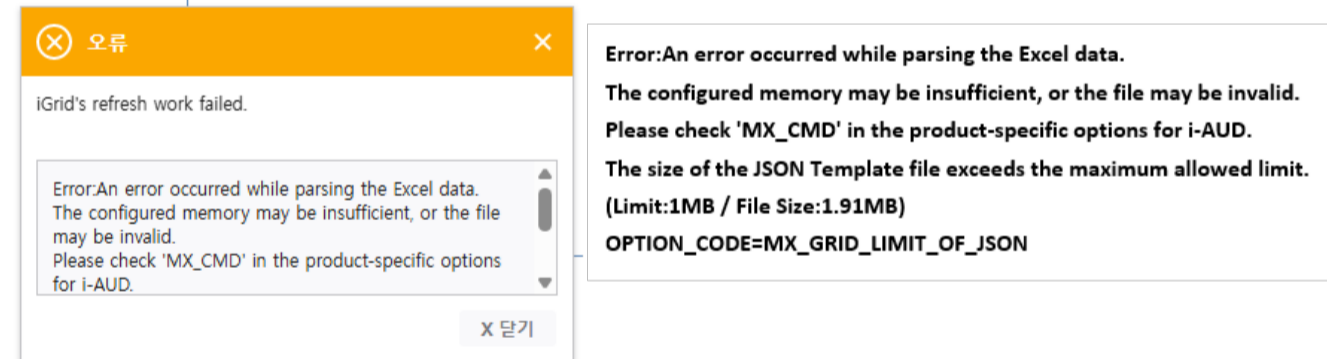 오류
iGrid's refresh work failed.
Error:An error occurred while parsing the Excel data.
The configured memory may be insufficient, or the file
may be invalid.
Please check 'MX_CMD' in the product-specific options
for i-AUD.
X 닫기
Error:An error occurred while parsing the Excel data.
The configured memory may be insufficient, or the file may be invalid.
Please check 'MX_CMD' in the product-specific options for i-AUD.
The size of the JSON Template file exceeds the maximum allowed limit.
(Limit:1MB / File Size:1.91MB)
OPTION_CODE=MX_GRID_LIMIT_OF_JSON